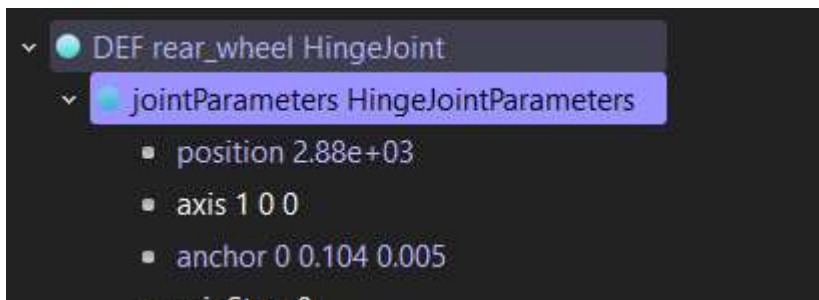 DEF rear_wheel HingeJoint
jointParameters HingeJointParameters
position 2.88e+03
axis 1 0 0
anchor 0 0.104 0.005